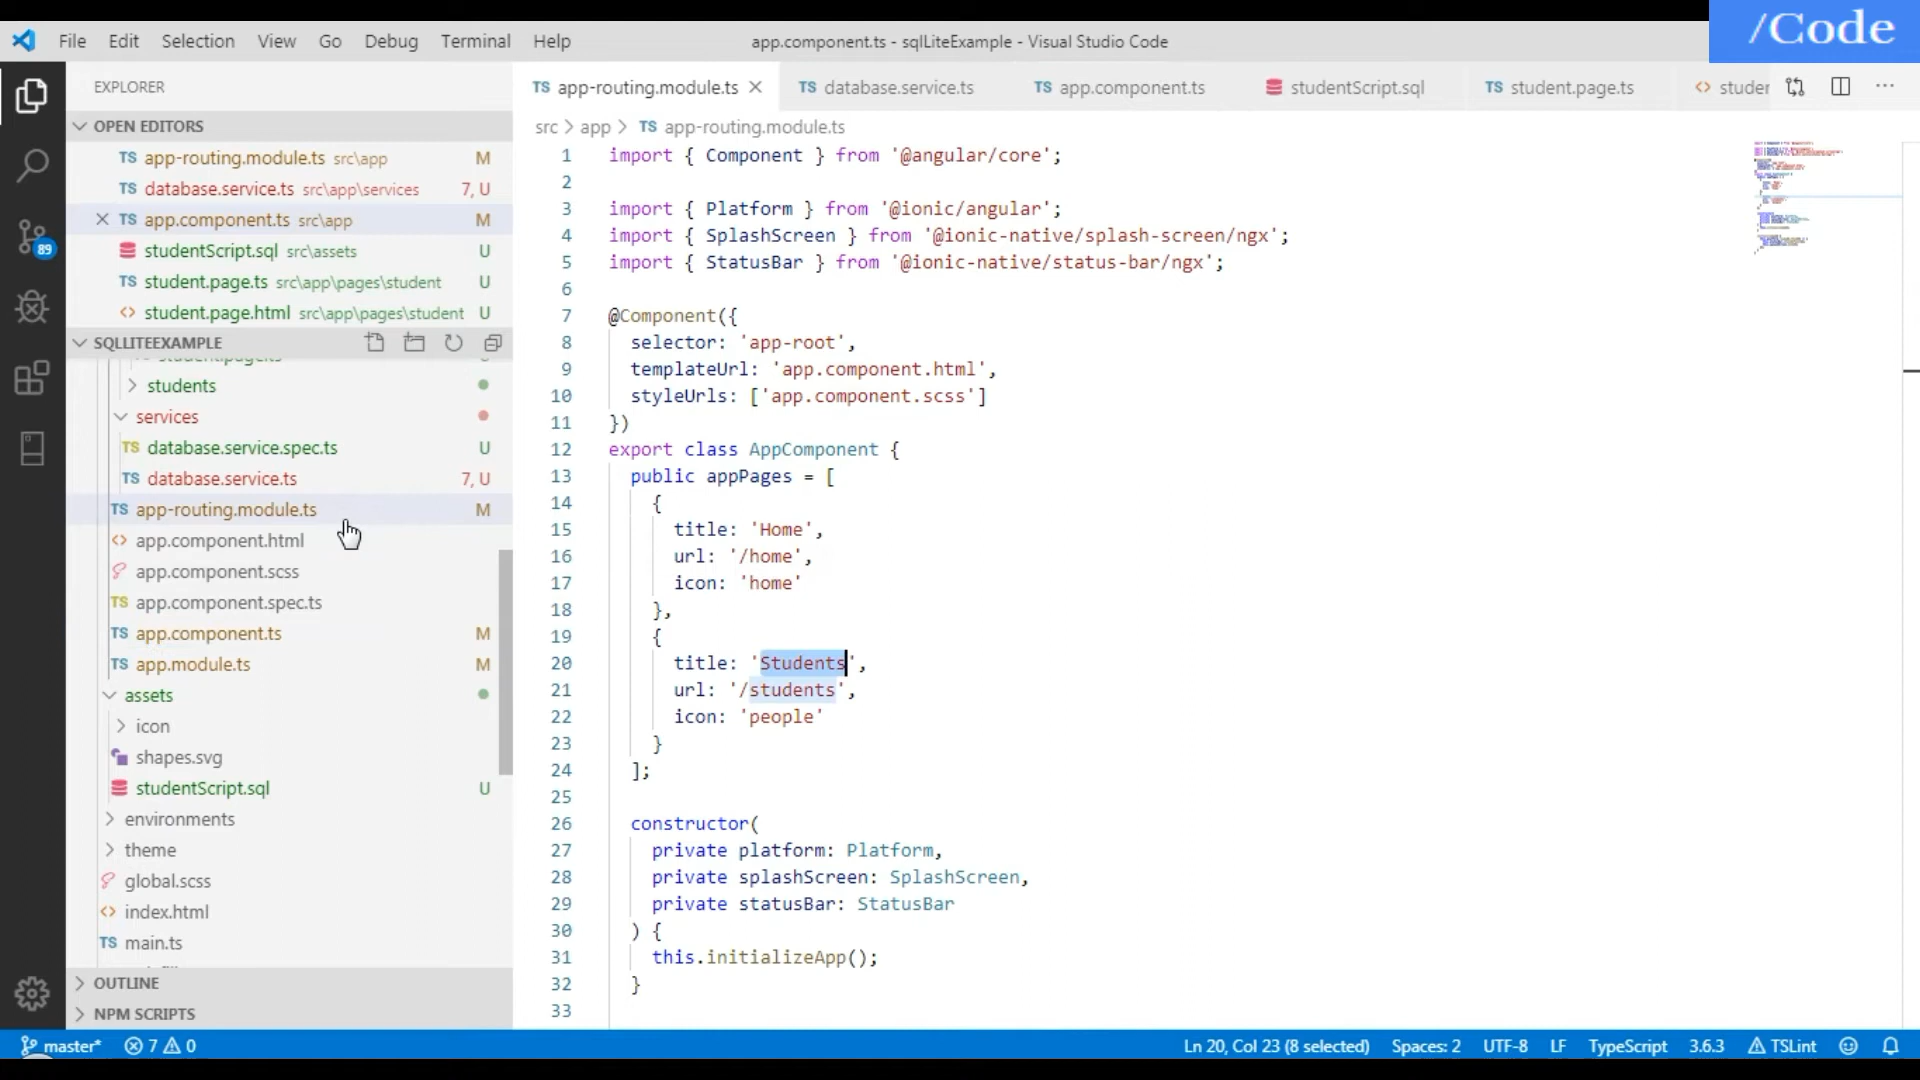 /Code
File Edit Selection View Go Debug Terminal Help
app.component.ts - sqlLiteExample - Visual Studio Code
EXPLORER
OPEN EDITORS
TS app-routing.module.ts src\app M
TS database.service.ts src\app\services 7, U
TS app.component.ts src\app M
studentScript.sql src\assets U
TS student.page.ts src\app\pages\student U
<> student.page.html src\app\pages\student U
SQLLITEEXAMPLE
students
services
TS database.service.spec.ts U
TS database.service.ts 7, U
TS app-routing.module.ts M
<> app.component.html
app.component.scss
TS app.component.spec.ts
TS app.component.ts M
TS app.module.ts M
assets
icon
shapes.svg
studentScript.sql U
environments
theme
global.scss
<> index.html
TS main.ts
OUTLINE
NPM SCRIPTS
89
TS app-routing.module.ts TS database.service.ts TS app.component.ts studentScript.sql TS student.page.ts <> studer
src > app > TS app-routing.module.ts
1 import { Component } from '@angular/core';
2
3 import { Platform } from '@ionic/angular';
4 import { SplashScreen } from '@ionic-native/splash-screen/ngx';
5 import { StatusBar } from '@ionic-native/status-bar/ngx';
6
7 @Component({
8 selector: 'app-root',
9 templateUrl: 'app.component.html',
10 styleUrls: ['app.component.scss']
11 })
12 export class AppComponent {
13 public appPages = [
14 {
15 title: 'Home',
16 url: '/home',
17 icon: 'home'
18 },
19 {
20 title: 'Students',
21 url: '/students',
22 icon: 'people'
23 }
24 ];
25
26 constructor(
27 private platform: Platform,
28 private splashScreen: SplashScreen,
29 private statusBar: StatusBar
30 ) {
31 this.initializeApp();
32 }
33
master* 7 0 Ln 20, Col 23 (8 selected) Spaces: 2 UTF-8 LF TypeScript 3.6.3 TSLint